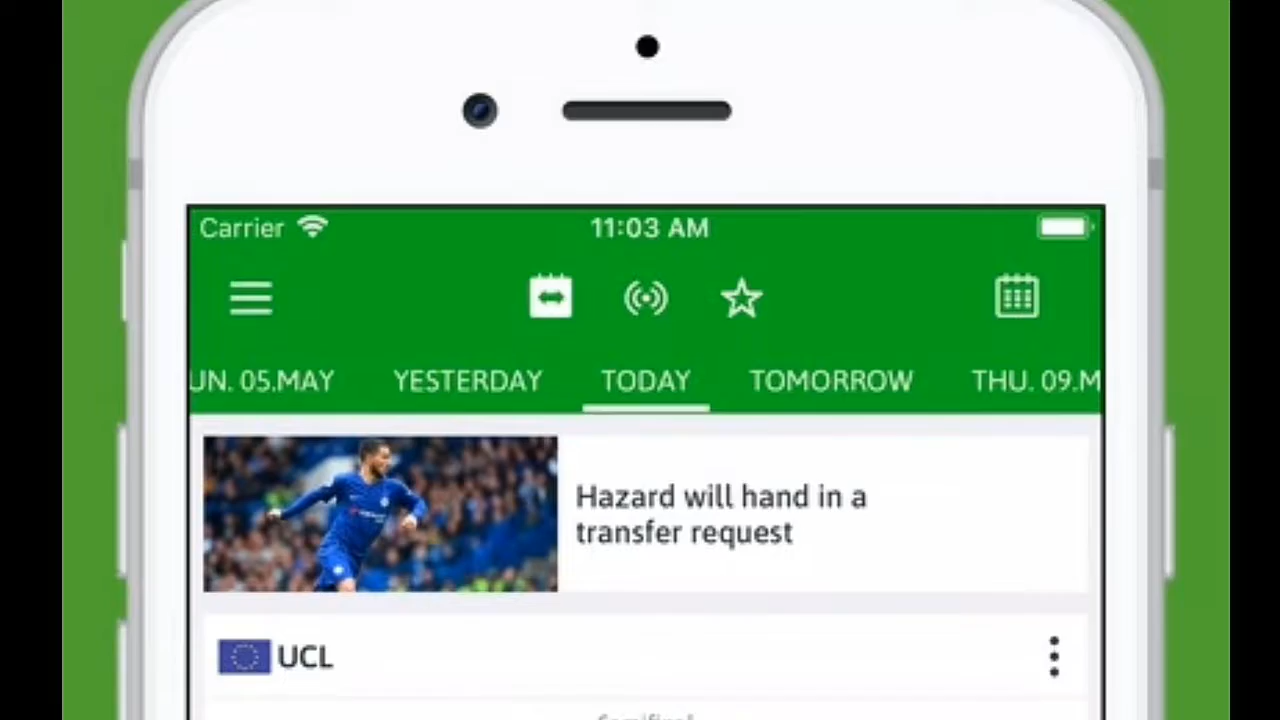 Carrier 11:03 AM
UN. 05.MAY YESTERDAY TODAY TOMORROW THU. 09.M
Hazard will hand in a
transfer request
UCL
Semifinal